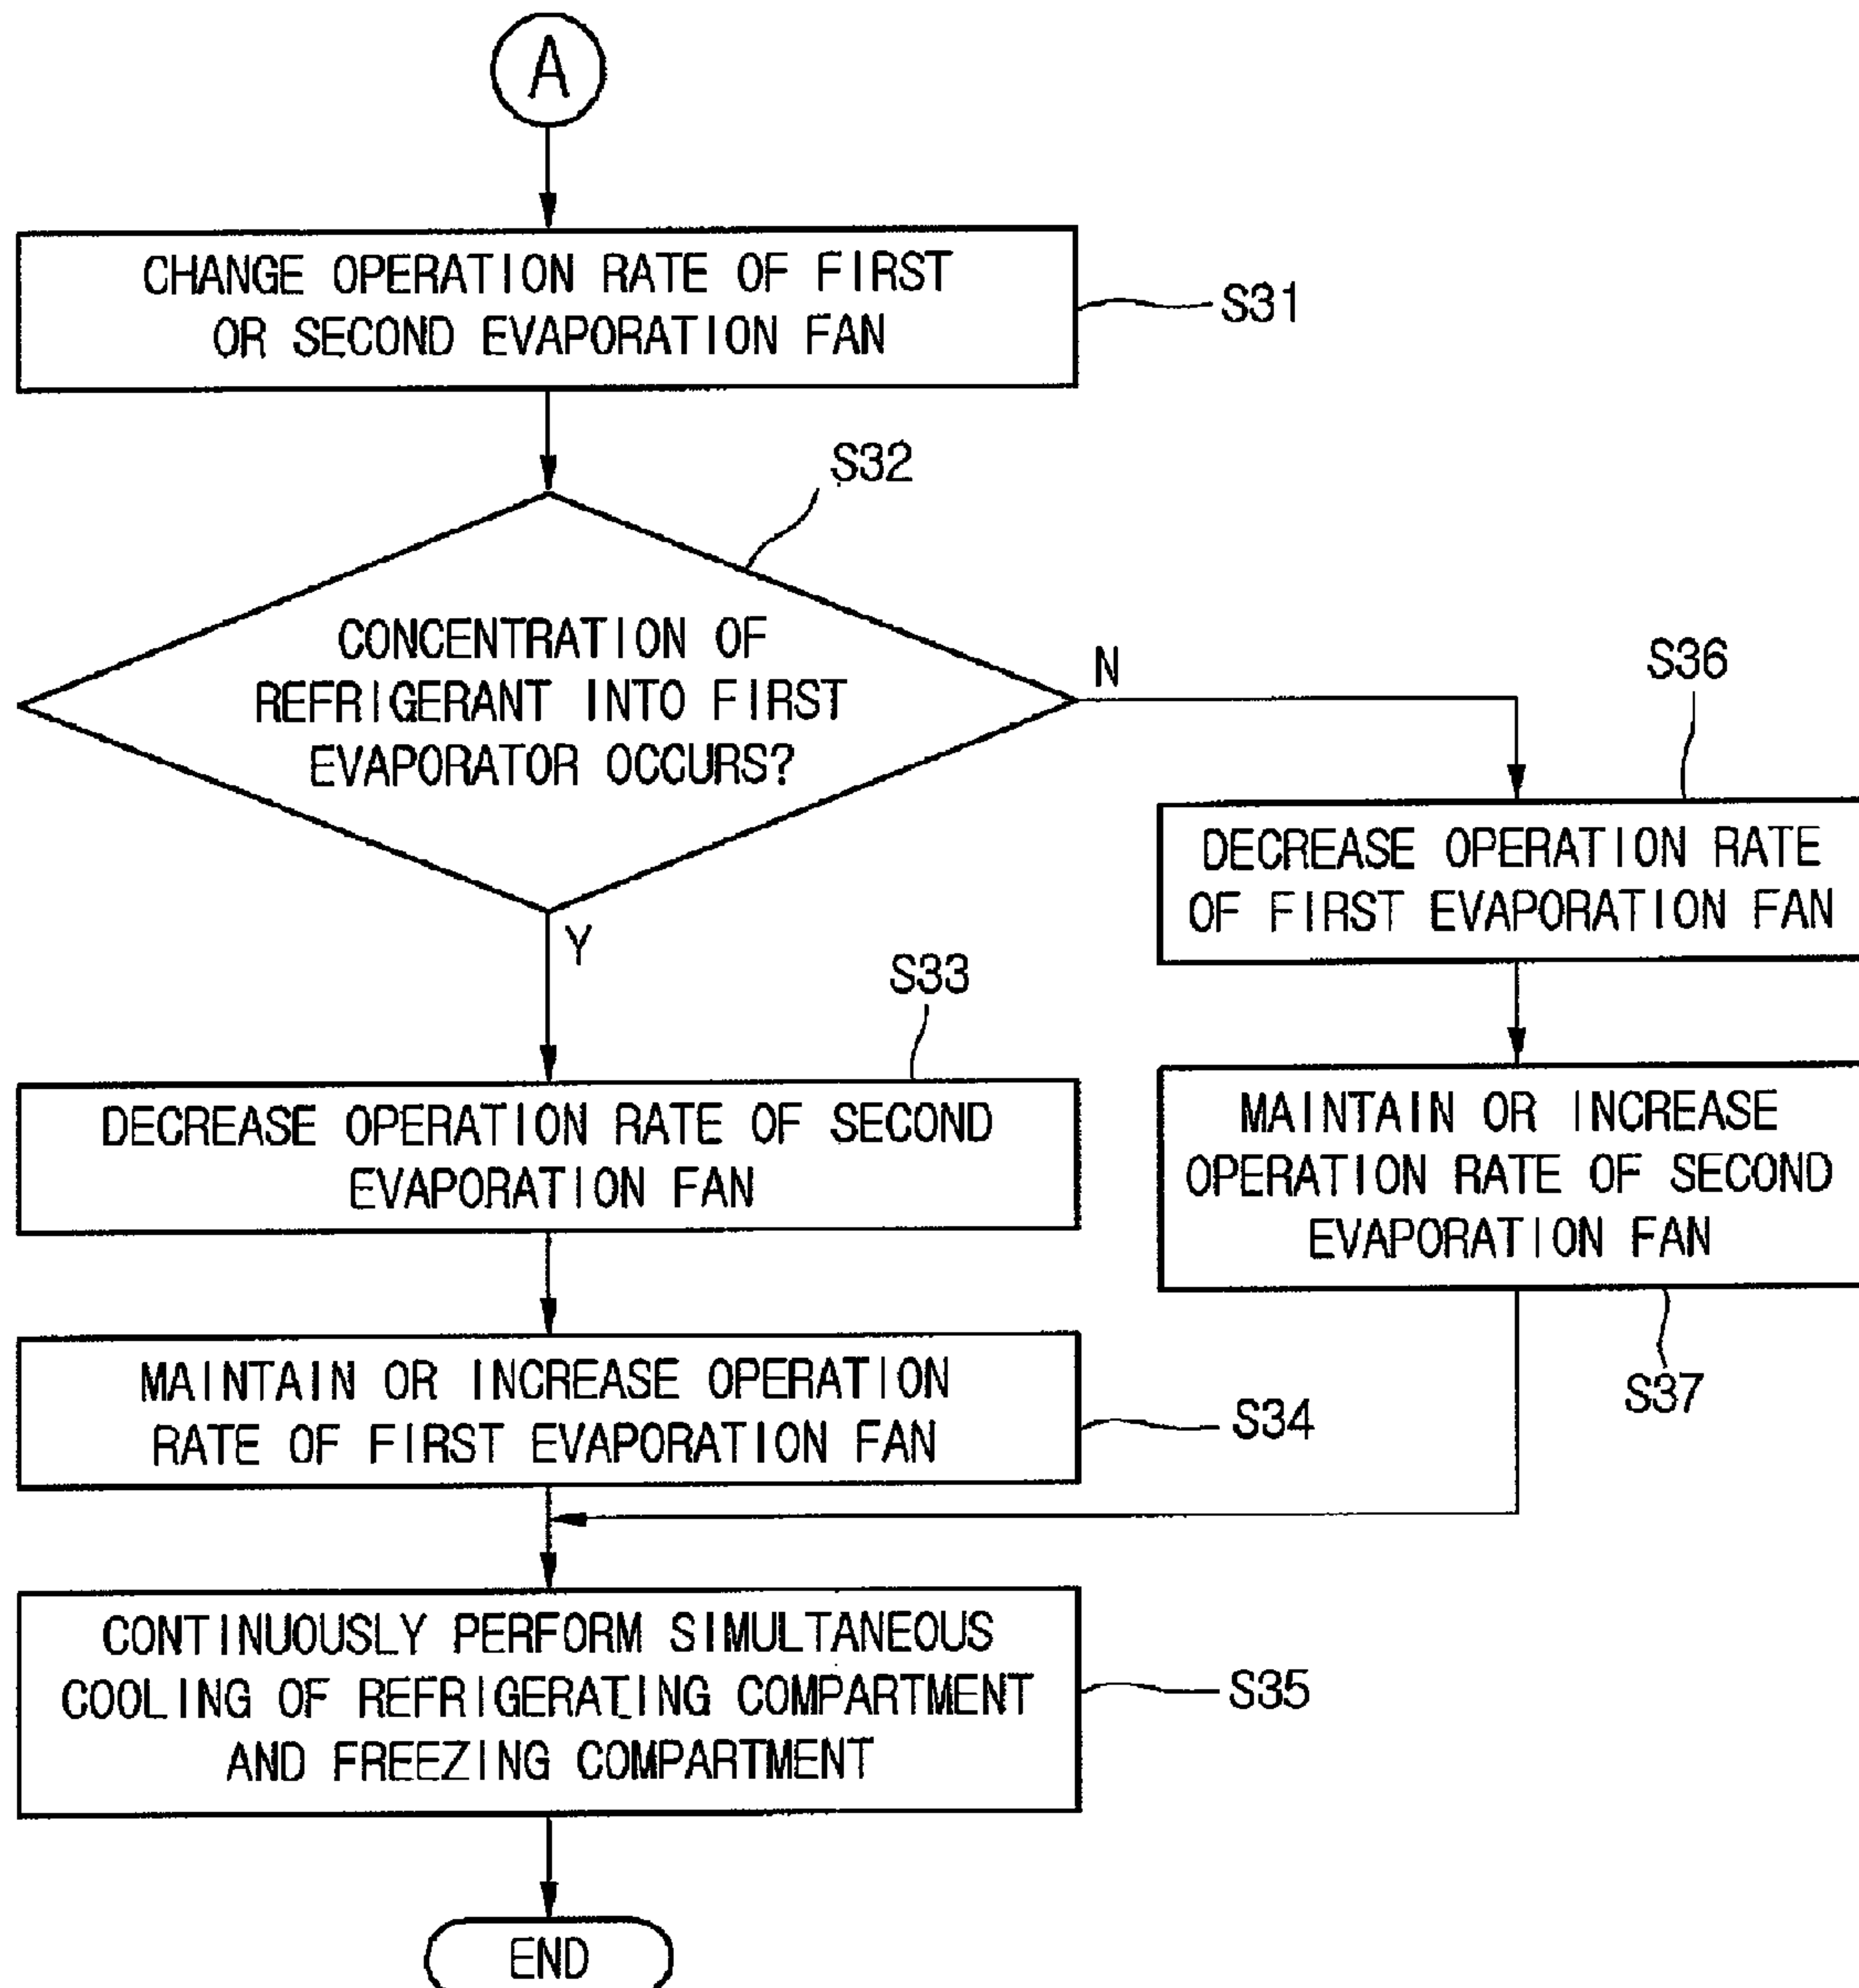 A
CHANGE OPERATION RATE OF FIRST
OR SECOND EVAPORATION FAN
S31
S32
CONCENTRATION OF
REFRIGERANT INTO FIRST
EVAPORATOR OCCURS?
N
Y
S36
DECREASE OPERATION RATE
OF FIRST EVAPORATION FAN
S33
DECREASE OPERATION RATE OF SECOND
EVAPORATION FAN
MAINTAIN OR INCREASE
OPERATION RATE OF SECOND
EVAPORATION FAN
S37
MAINTAIN OR INCREASE OPERATION
RATE OF FIRST EVAPORATION FAN
S34
CONTINUOUSLY PERFORM SIMULTANEOUS
COOLING OF REFRIGERATING COMPARTMENT
AND FREEZING COMPARTMENT
S35
END